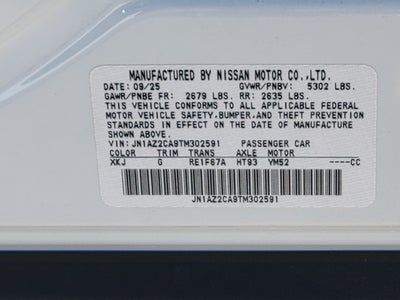 MANUFACTURED BY NISSAN MOTOR CO.,LTD.
DATE: 09/25 GVWR/PNBV: 5302 LBS.
GAWR/PNBE FR: 2679 LBS. RR: 2635 LBS.
THIS VEHICLE CONFORMS TO ALL APPLICABLE FEDERAL
MOTOR VEHICLE SAFETY,BUMPER,AND THEFT PREVENTION
STANDARDS IN EFFECT ON THE DATE OF MANUFACTURE
SHOWN ABOVE.
VIN: JN1AZ2CA9TM302591 PASSENGER CAR
COLOR TRIM TRANS AXLE MOTOR
XKJ G RE1F67A HT93 YM52 ----CC
JN1AZ2CA9TM302591